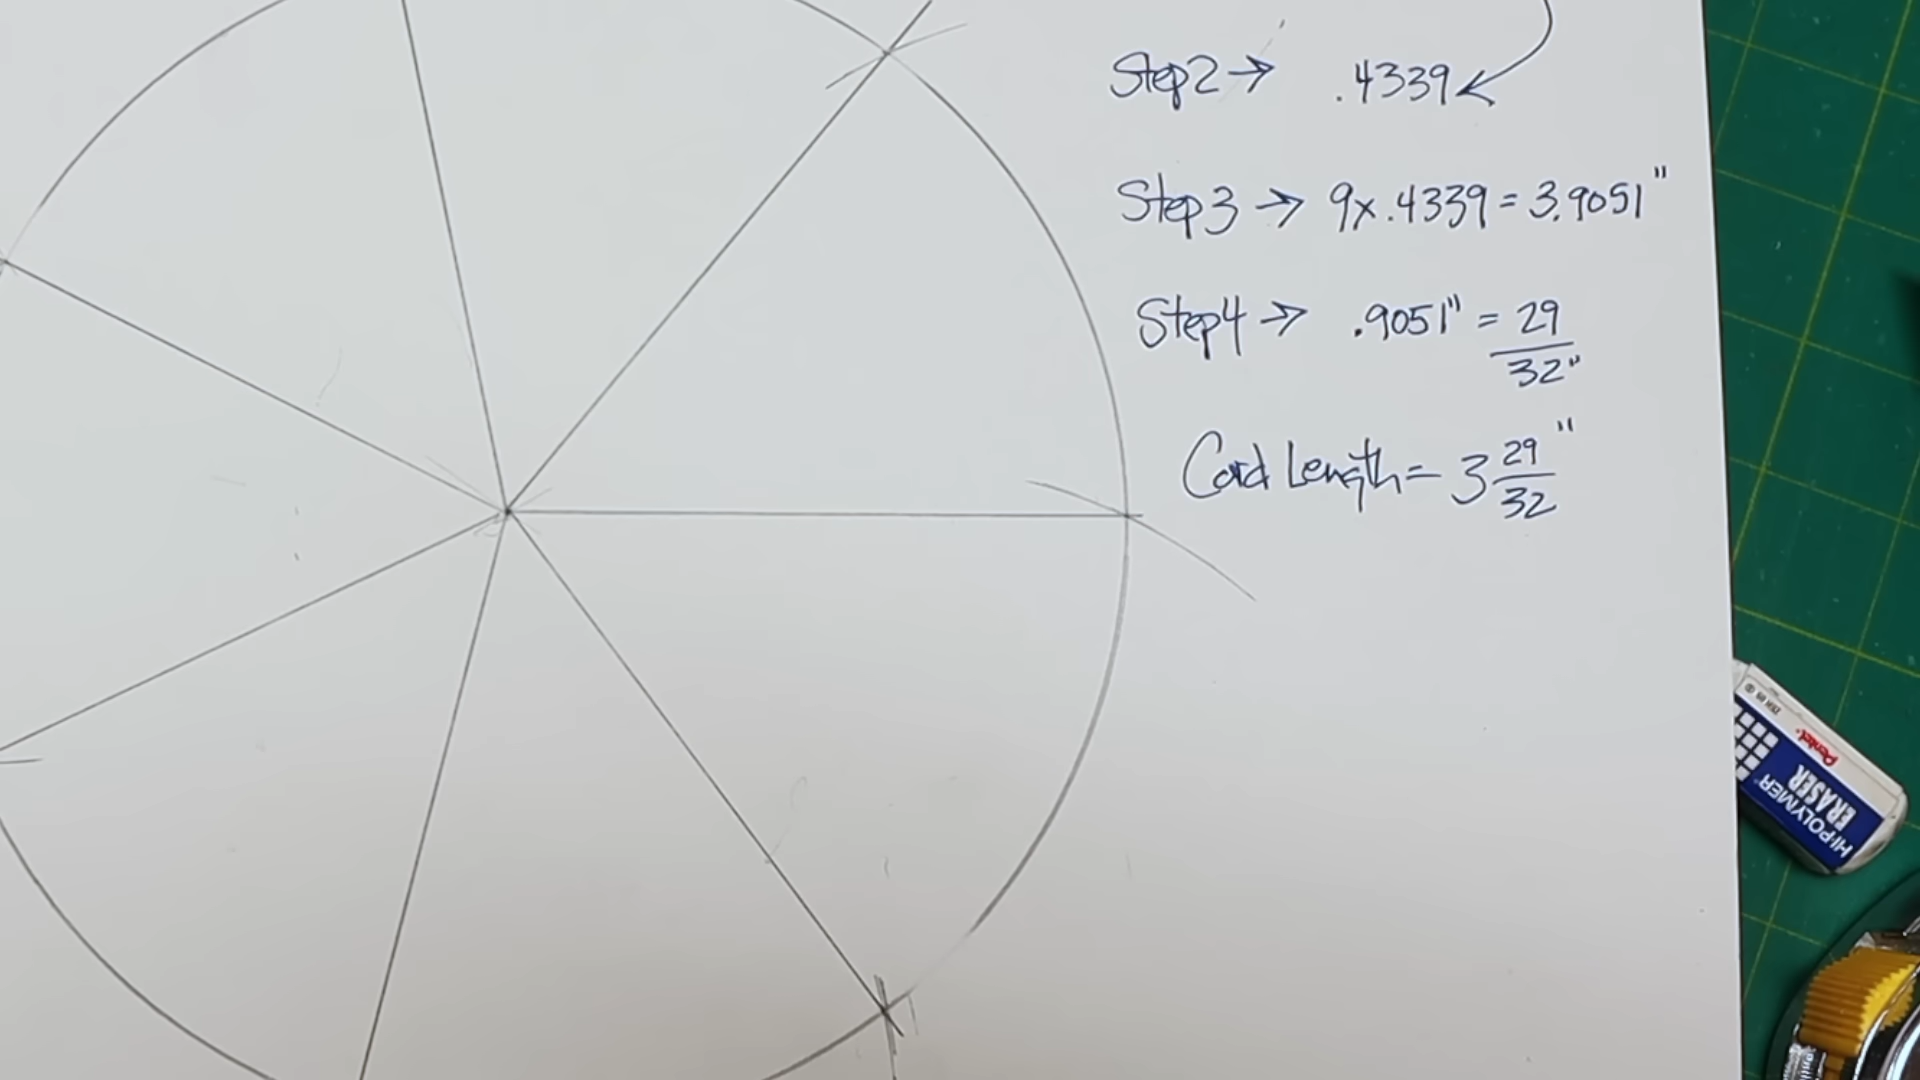 Step2 → .4339
Step3 → 9x.4339 = 3.9051"
Step4 → .9051" = 29/32"
Cord Length = 3 29/32"
Pentel
HI-POLYMER
ERASER